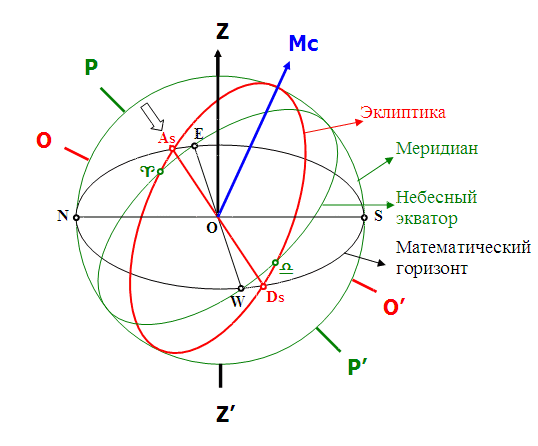 Z
Mc
P
Эклиптика
O
As
E
Меридиан
♈
N
O
S
Небесный
экватор
Математический
горизонт
♎
W
Ds
O’
P’
Z’